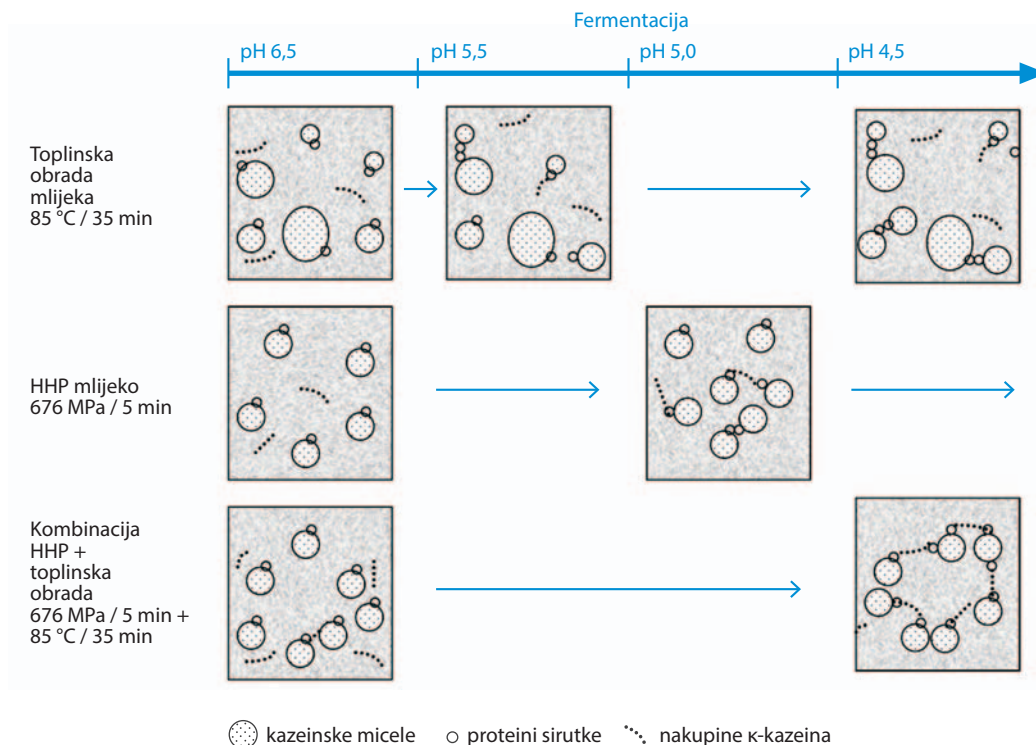 Fermentacija
pH 6,5
pH 5,5
pH 5,0
pH 4,5
Toplinska
obrada
mlijeka
85 °C / 35 min
HHP mlijeko
676 MPa / 5 min
Kombinacija
HHP +
toplinska
obrada
676 MPa / 5 min +
85 °C / 35 min
kazeinske micele
proteini sirutke
nakupine κ-kazeina